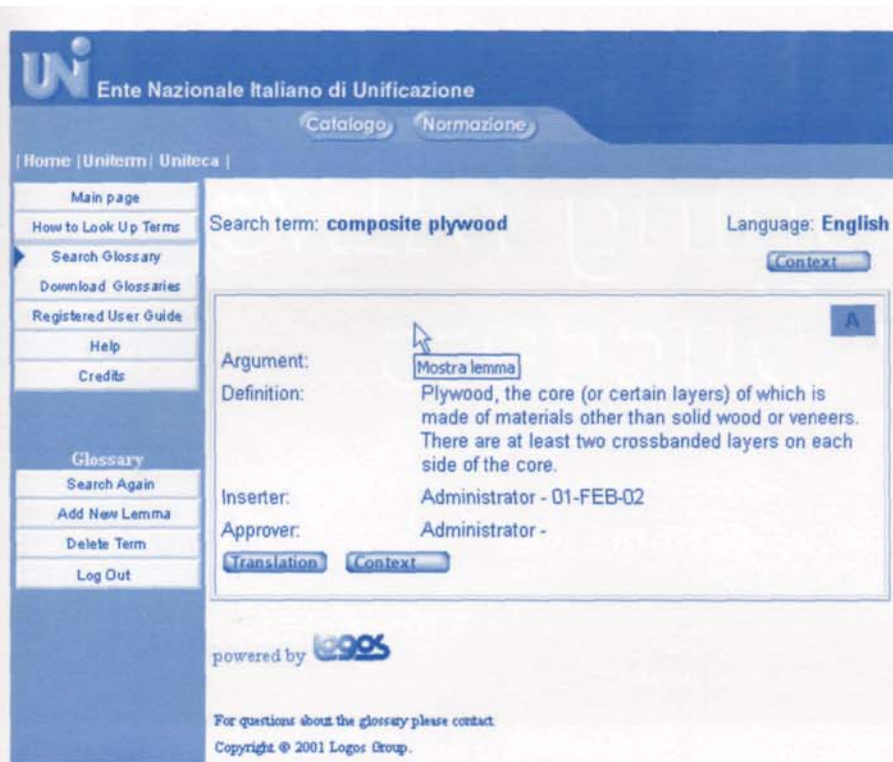 UNi
Ente Nazionale Italiano di Unificazione
Catalogo Normazione
| Home | Uniterm | Uniteca |
Main page
How to Look Up Terms
Search Glossary
Download Glossaries
Registered User Guide
Help
Credits
Glossary
Search Again
Add New Lemma
Delete Term
Log Out
Search term: composite plywood Language: English
Context
A
Argument:
Mostra lemma
Definition: Plywood, the core (or certain layers) of which is
made of materials other than solid wood or veneers.
There are at least two crossbanded layers on each
side of the core.
Inserter: Administrator - 01-FEB-02
Approver: Administrator -
Translation Context
powered by logos
For questions about the glossary please contact
Copyright © 2001 Logos Group.